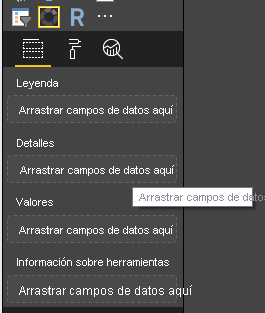 R ...
Leyenda
Arrastrar campos de datos aquí
Detalles
Arrastrar campos de datos aquí
Arrastrar campos de datos
Valores
Arrastrar campos de datos aquí
Información sobre herramientas
Arrastrar campos de datos aquí